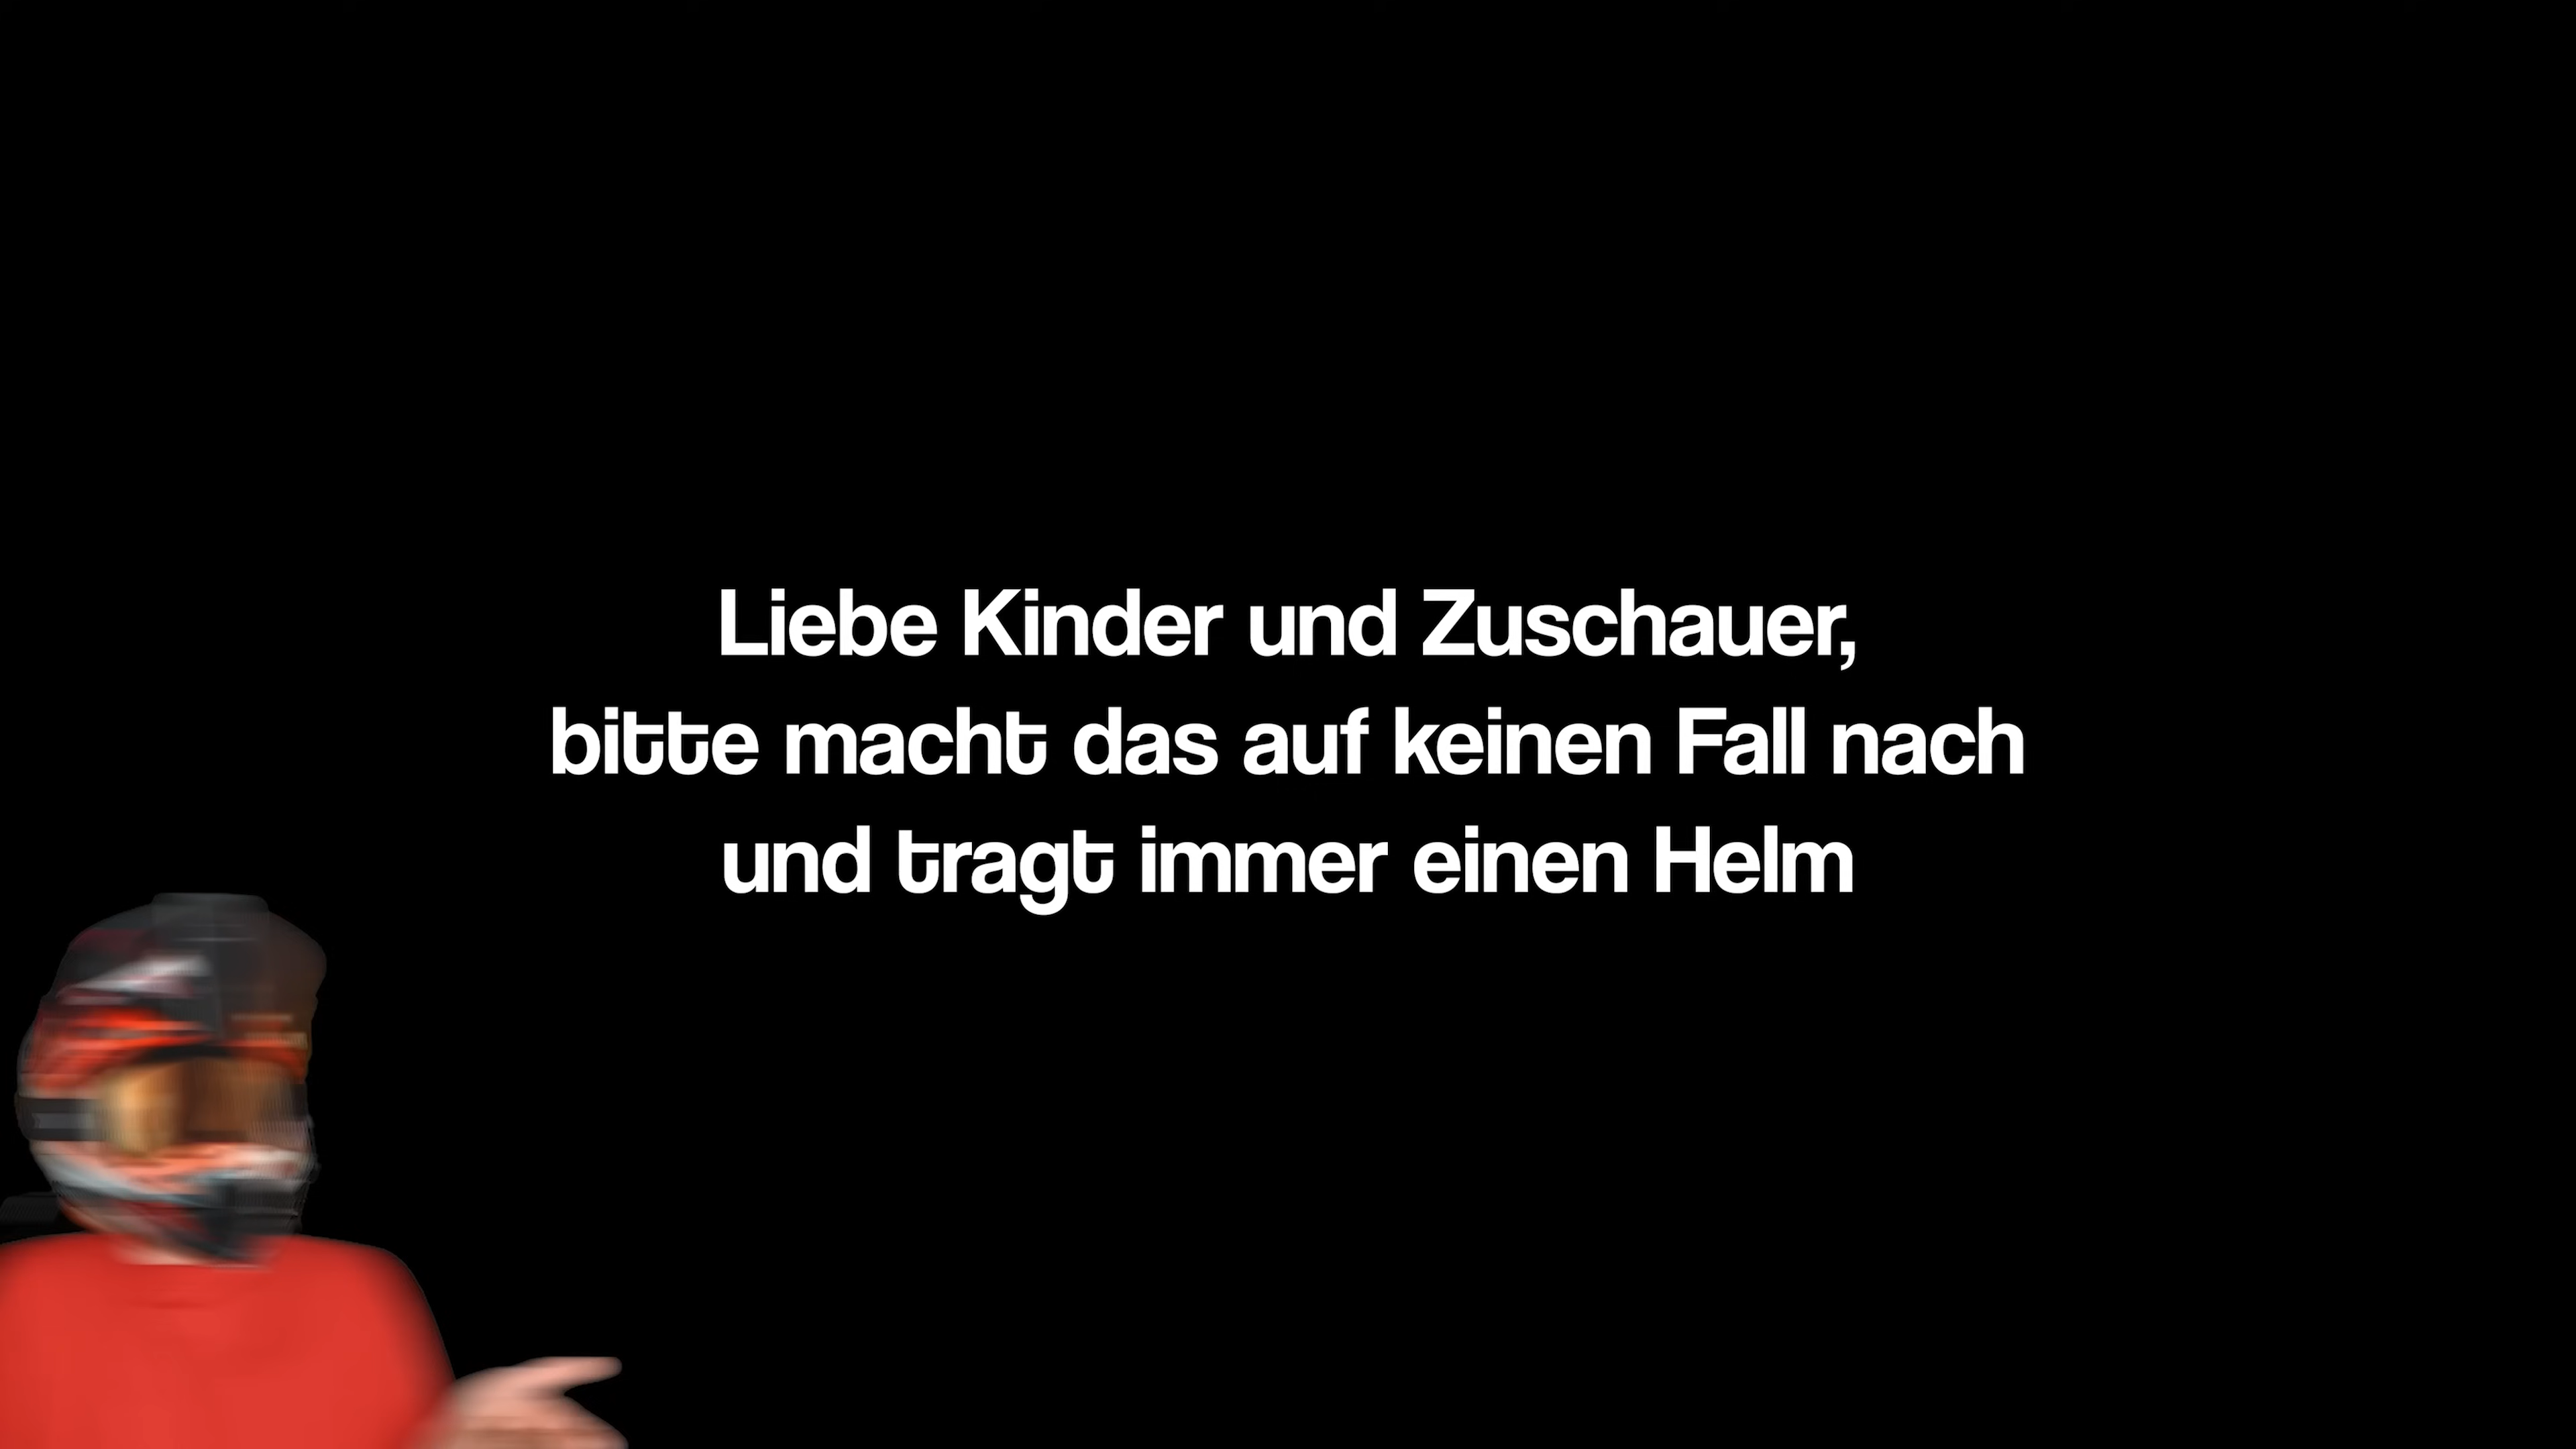 Liebe Kinder und Zuschauer,
bitte macht das auf keinen Fall nach
und tragt immer einen Helm